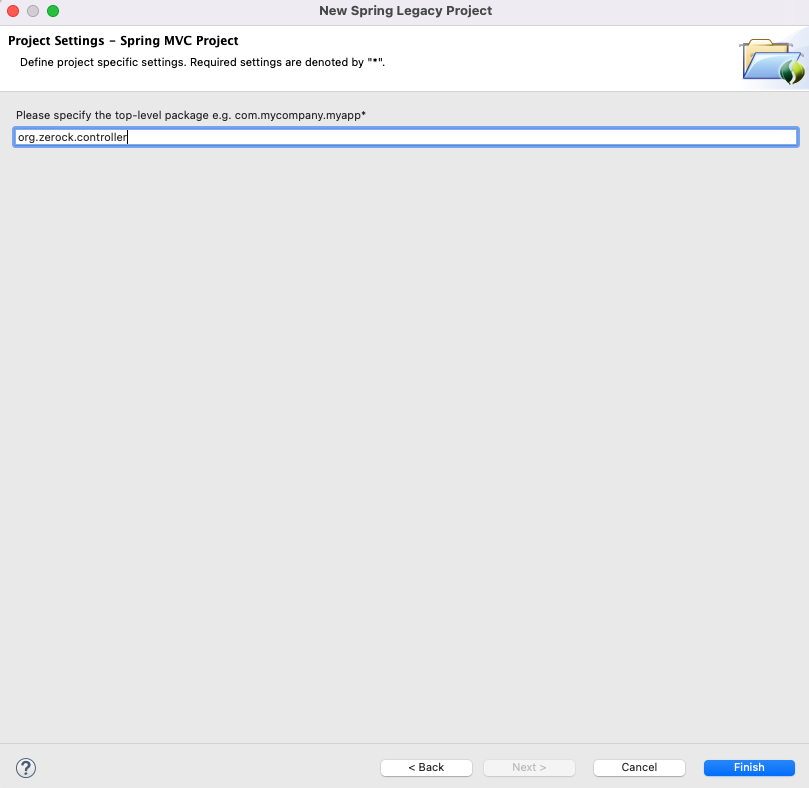 New Spring Legacy Project
Project Settings – Spring MVC Project
Define project specific settings. Required settings are denoted by "*".
Please specify the top-level package e.g. com.mycompany.myapp*
org.zerock.controller
?
< Back
Next >
Cancel
Finish